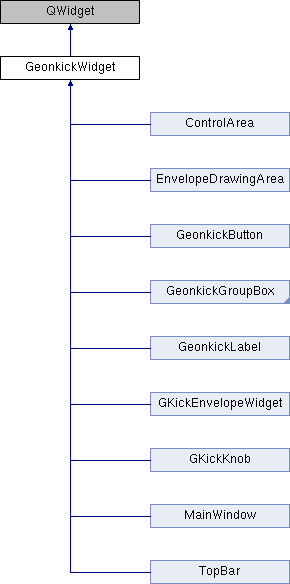 QWidget
GeonkickWidget
ControlArea
EnvelopeDrawingArea
GeonkickButton
GeonkickGroupBox
GeonkickLabel
GKickEnvelopeWidget
GKickKnob
MainWindow
TopBar